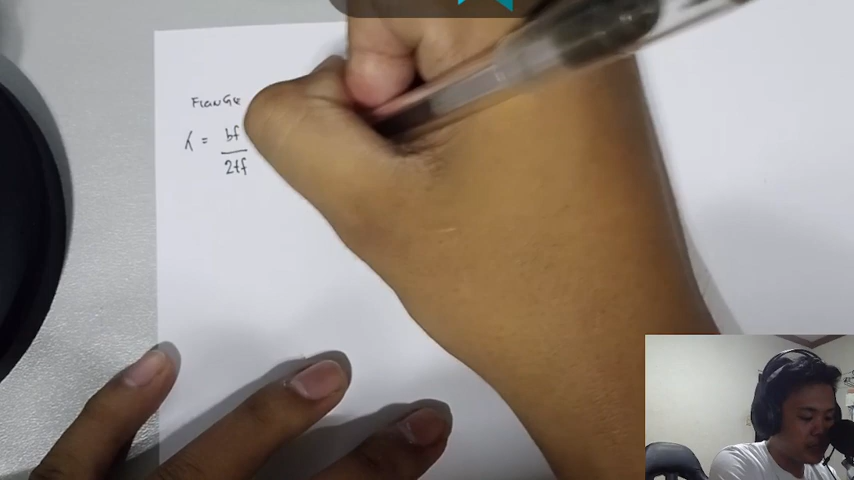 Flange
λ = bf
2tf